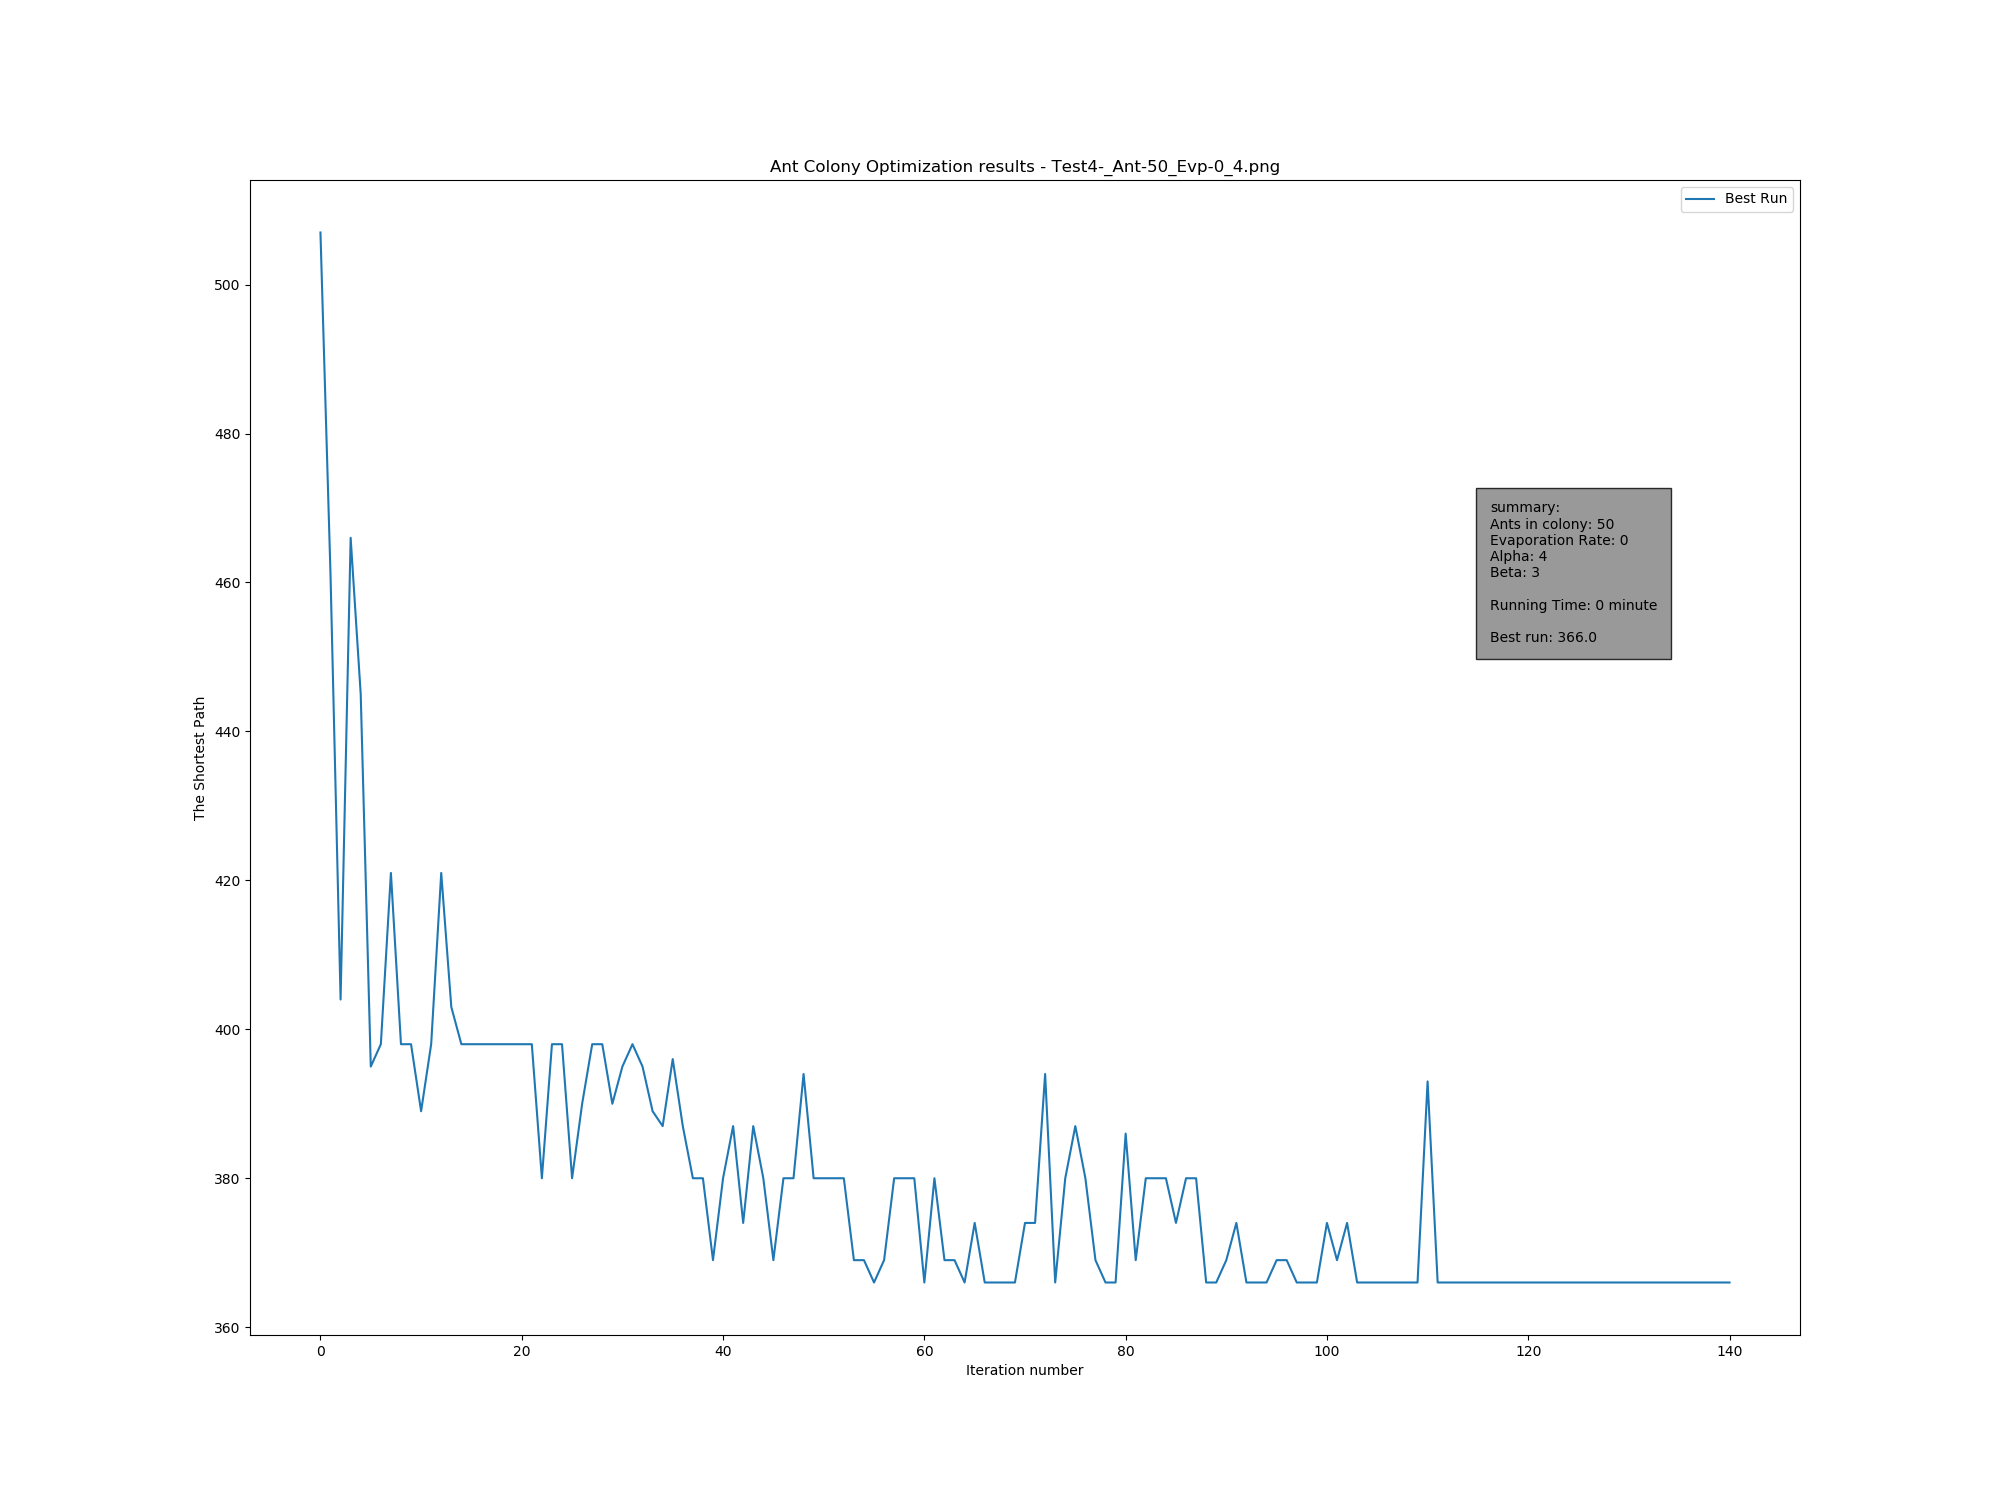 Ant Colony Optimization results - Test4-_Ant-50_Evp-0_4.png
Best Run
500
480
460
440
420
400
380
360
The Shortest Path
summary:
Ants in colony: 50
Evaporation Rate: 0
Alpha: 4
Beta: 3
Running Time: 0 minute
Best run: 366.0
0 20 40 60 80 100 120 140
Iteration number